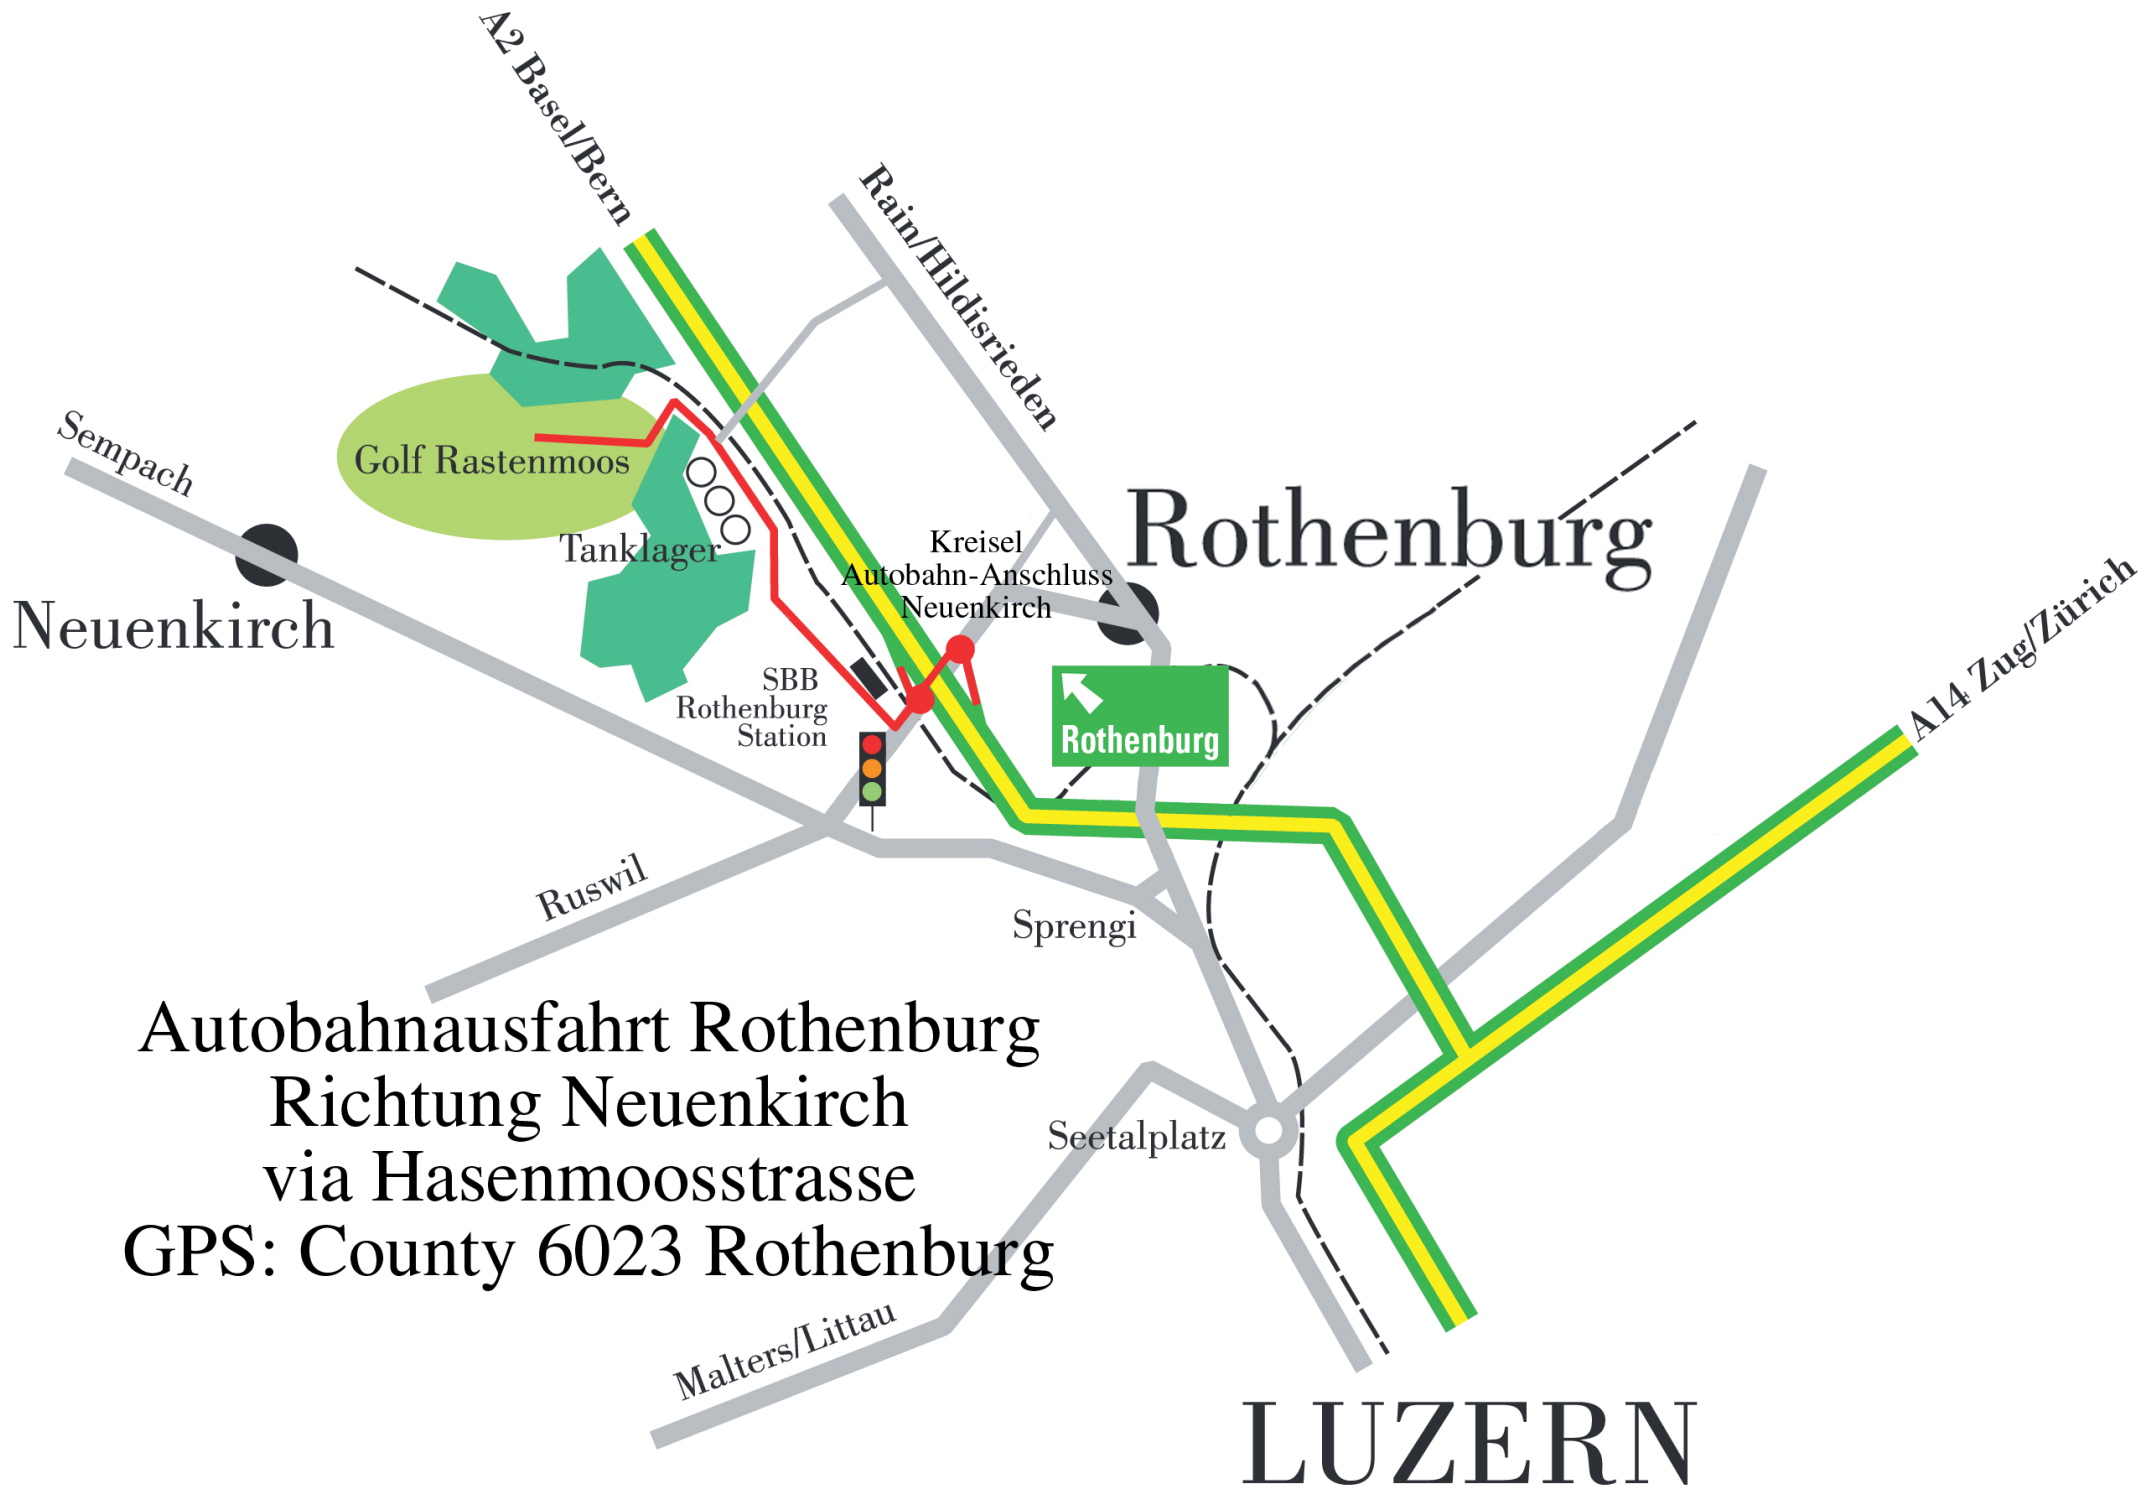 A2 Basel/Bern
Rain/Hildisrieden
Sempach
Golf Rastenmoos
Rothenburg
Kreisel
Autobahn-Anschluss
Neuenkirch
Tanklager
Neuenkirch
A14 Zug/Zürich
SBB
Rothenburg
Station
Rothenburg
Ruswil
Sprengi
Autobahnausfahrt Rothenburg
Richtung Neuenkirch
via Hasenmoosstrasse
GPS: County 6023 Rothenburg
Seetalplatz
Malters/Littau
LUZERN